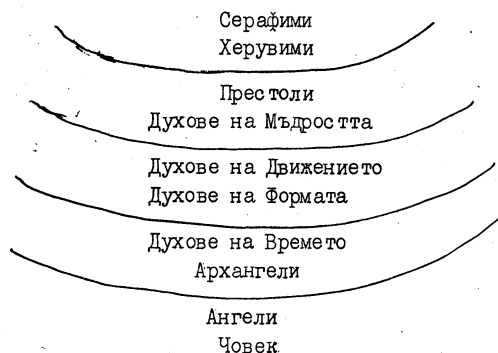 Серафими
Херувими
Престоли
Духове на Мъдростта
Духове на Движението
Духове на Формата
Духове на Времето
Архангели
Ангели
Човек